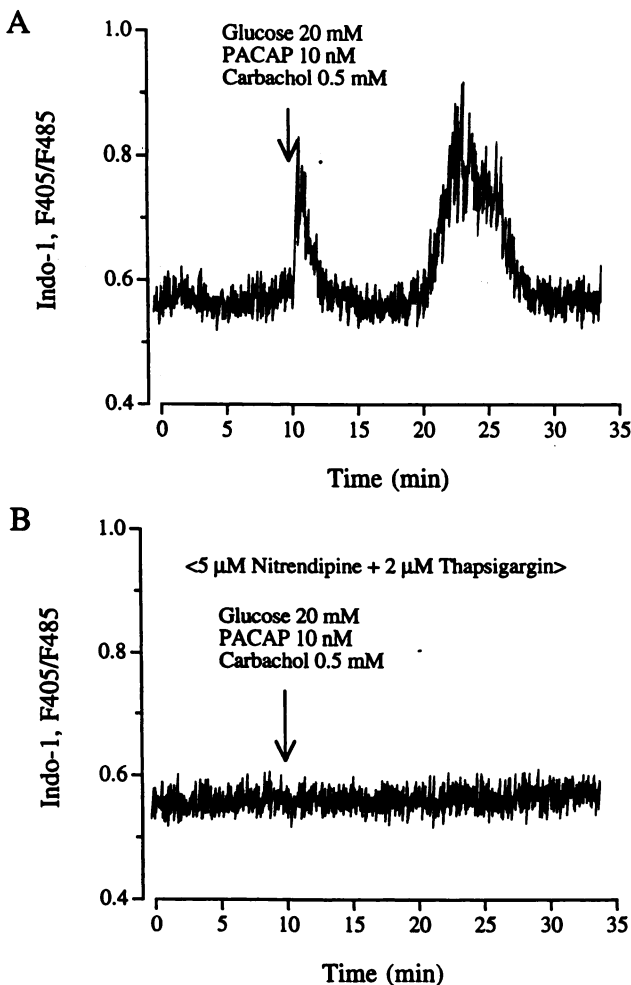 A
Glucose 20 mM
PACAP 10 nM
Carbachol 0.5 mM
Indo-1, F405/F485
1.0
0.8
0.6
0.4
0 5 10 15 20 25 30 35
Time (min)
B
<5 µM Nitrendipine + 2 µM Thapsigargin>
Glucose 20 mM
PACAP 10 nM
Carbachol 0.5 mM
Indo-1, F405/F485
1.0
0.8
0.6
0.4
0 5 10 15 20 25 30 35
Time (min)